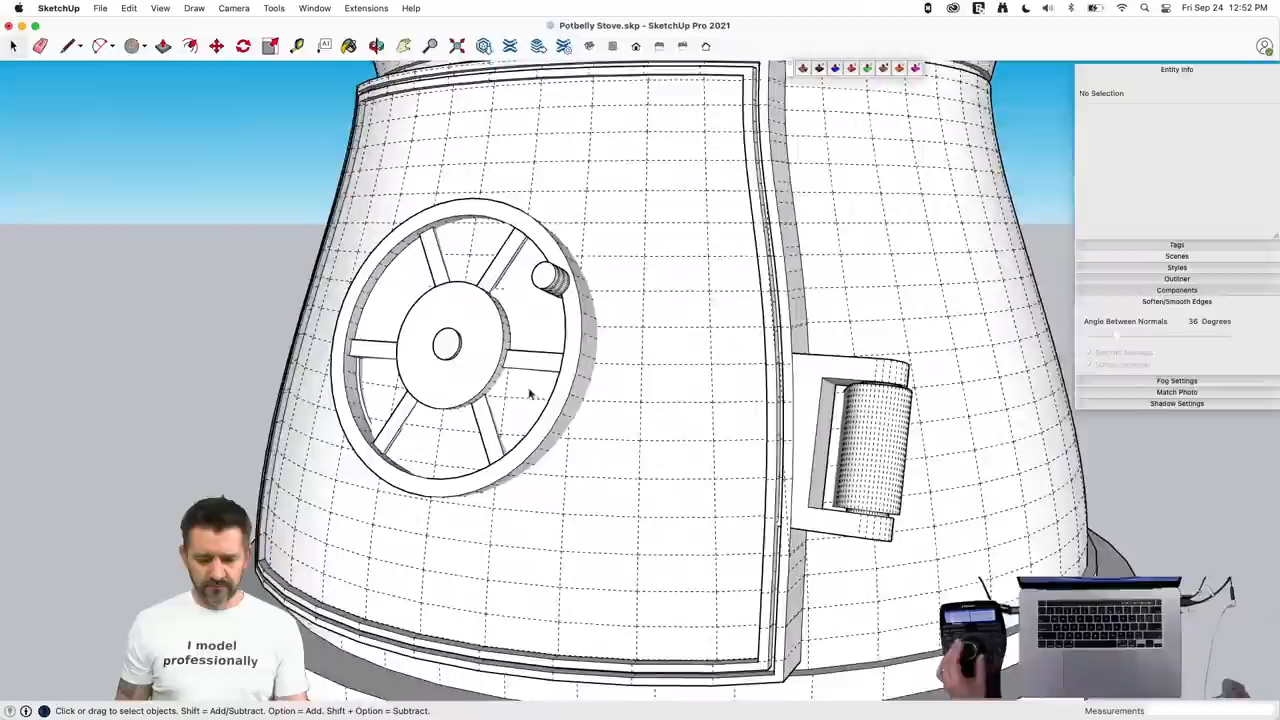 SketchUp File Edit View Draw Camera Tools Window Extensions Help
Fri Sep 24 12:52 PM
Potbelly Stove.skp - SketchUp Pro 2021
Entity Info
No Selection
Tags
Scenes
Styles
Outliner
Components
Soften/Smooth Edges
Angle Between Normals 36 Degrees
Fog Settings
Match Photo
Shadow Settings
I model
professionally
Click or drag to select objects. Shift = Add/Subtract. Option = Add. Shift + Option = Subtract.
Measurements